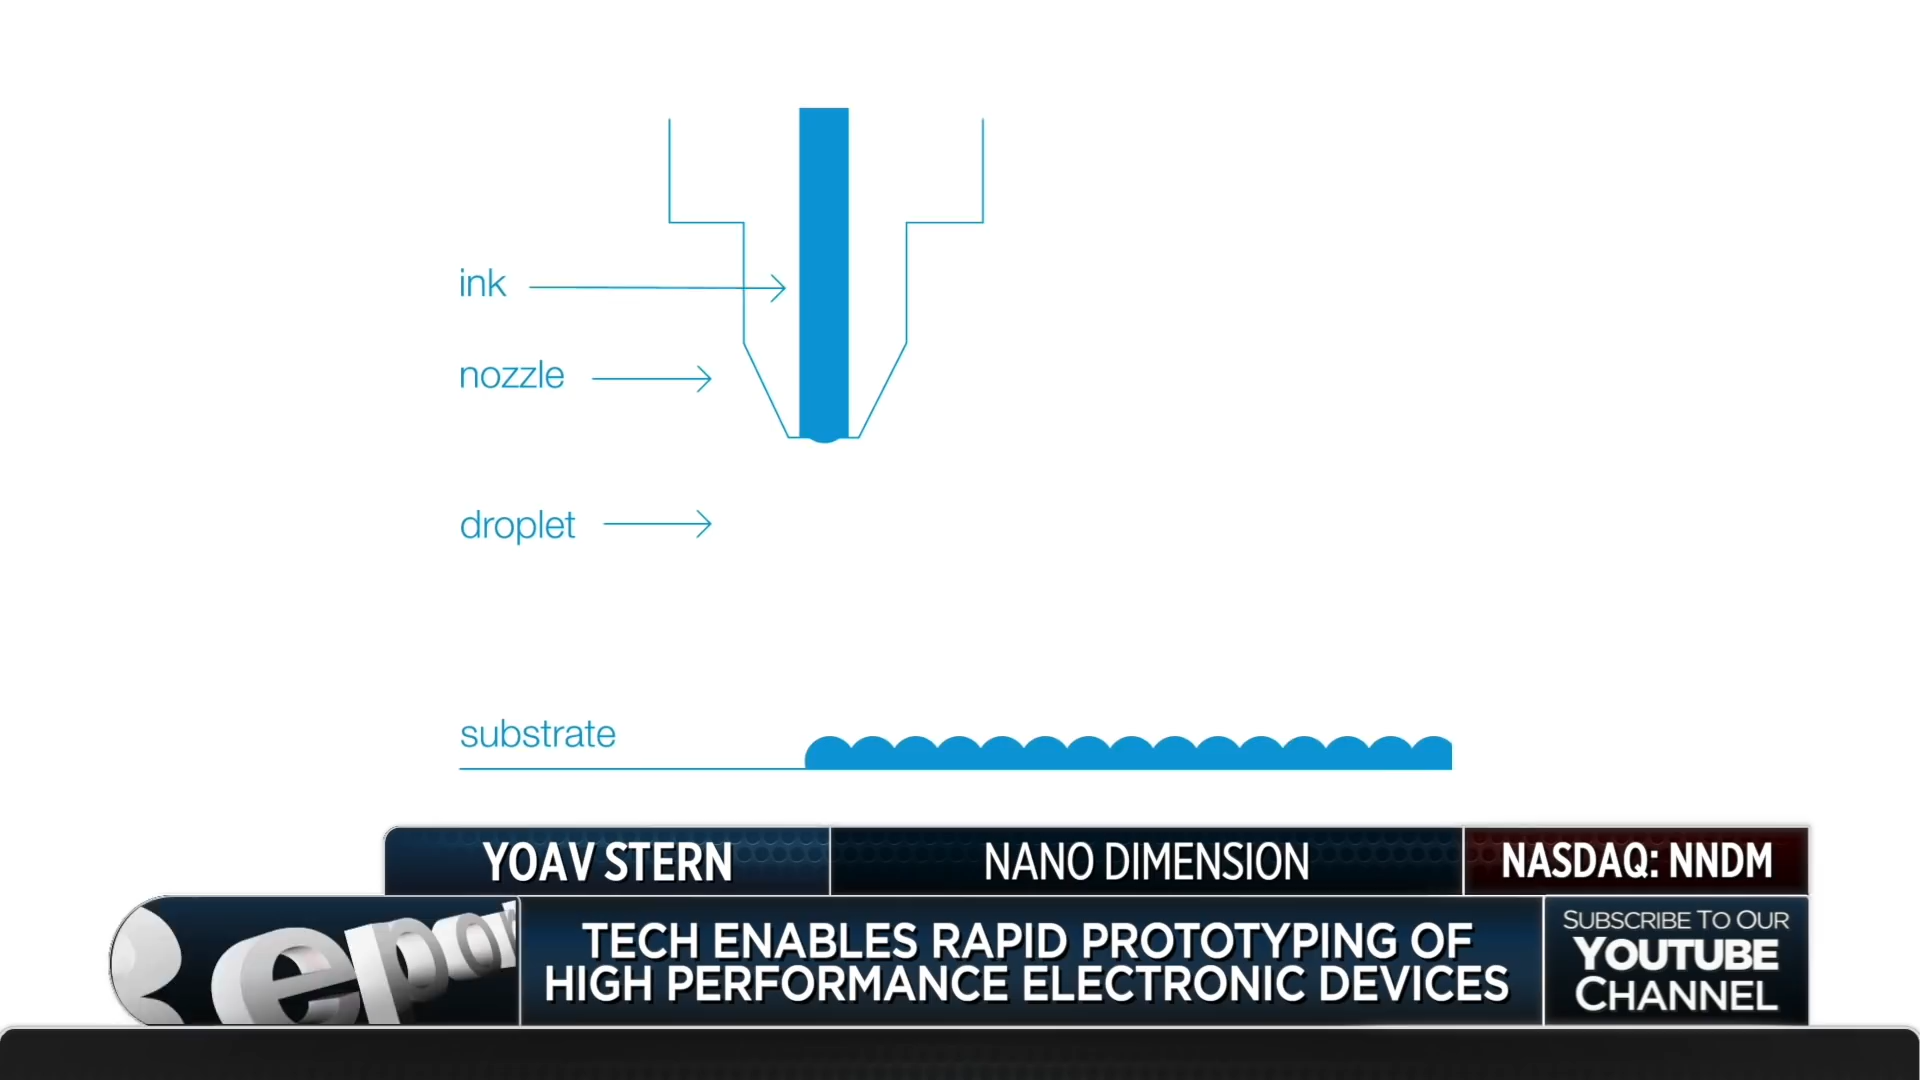 ink
nozzle
droplet
substrate
YOAV STERN
NANO DIMENSION
NASDAQ: NNDM
TECH ENABLES RAPID PROTOTYPING OF
HIGH PERFORMANCE ELECTRONIC DEVICES
SUBSCRIBE TO OUR
YOUTUBE
CHANNEL